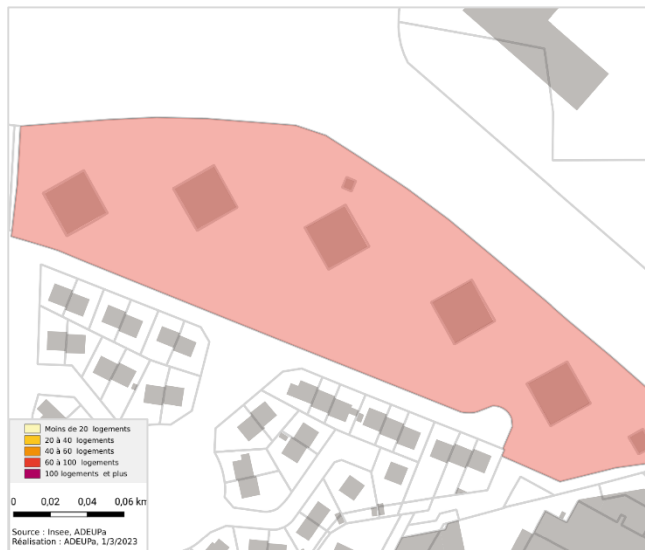 Moins de 20 logements
20 à 40 logements
40 à 60 logements
60 à 100 logements
100 logements et plus
0 0,02 0,04 0,06 km
Source : Insee, ADEUPa
Réalisation : ADEUPa, 1/3/2023